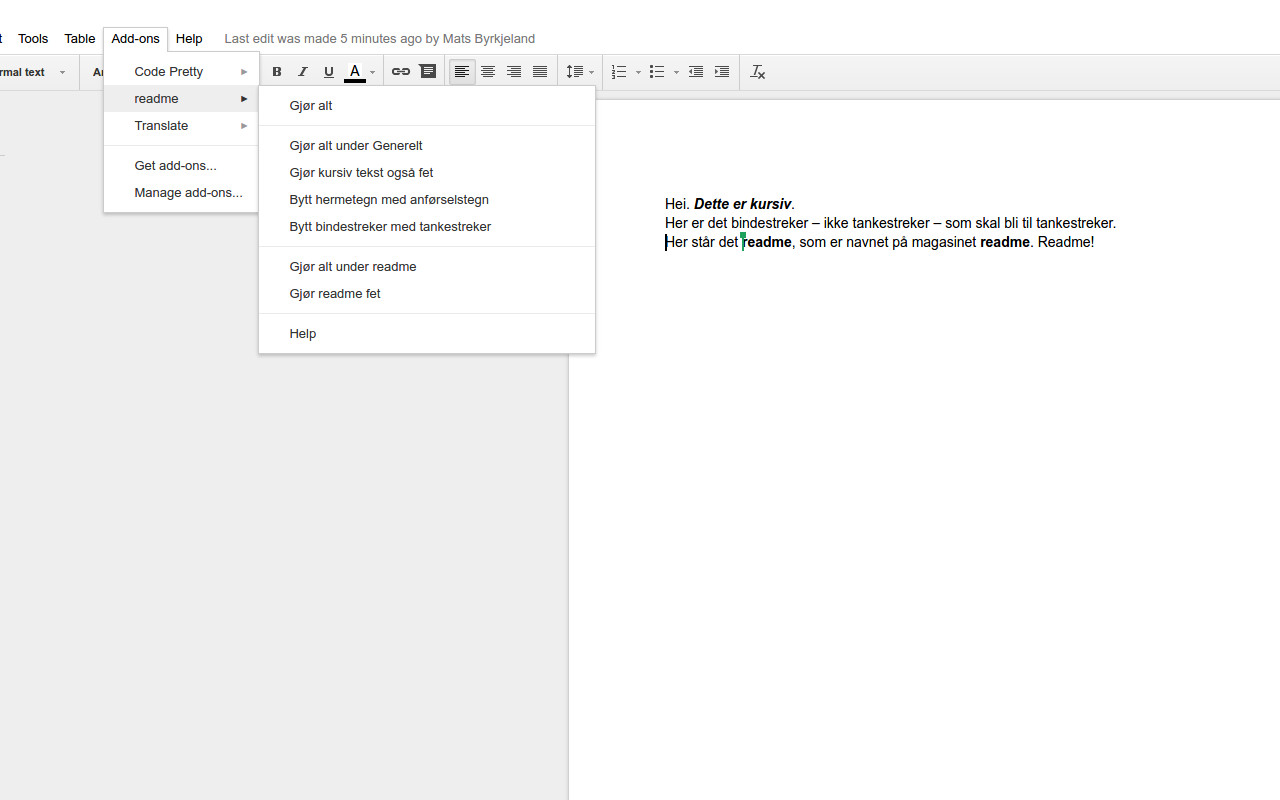 t Tools Table Add-ons Help Last edit was made 5 minutes ago by Mats Byrkjeland
rmal text Ar B I U A
Code Pretty
readme
Translate
Get add-ons...
Manage add-ons...
Gjør alt
Gjør alt under Generelt
Gjør kursiv tekst også fet
Bytt hermetegn med anførselstegn
Bytt bindestreker med tankestreker
Gjør alt under readme
Gjør readme fet
Help
Hei. Dette er kursiv.
Her er det bindestreker – ikke tankestreker – som skal bli til tankestreker.
Her står det readme, som er navnet på magasinet readme. Readme!